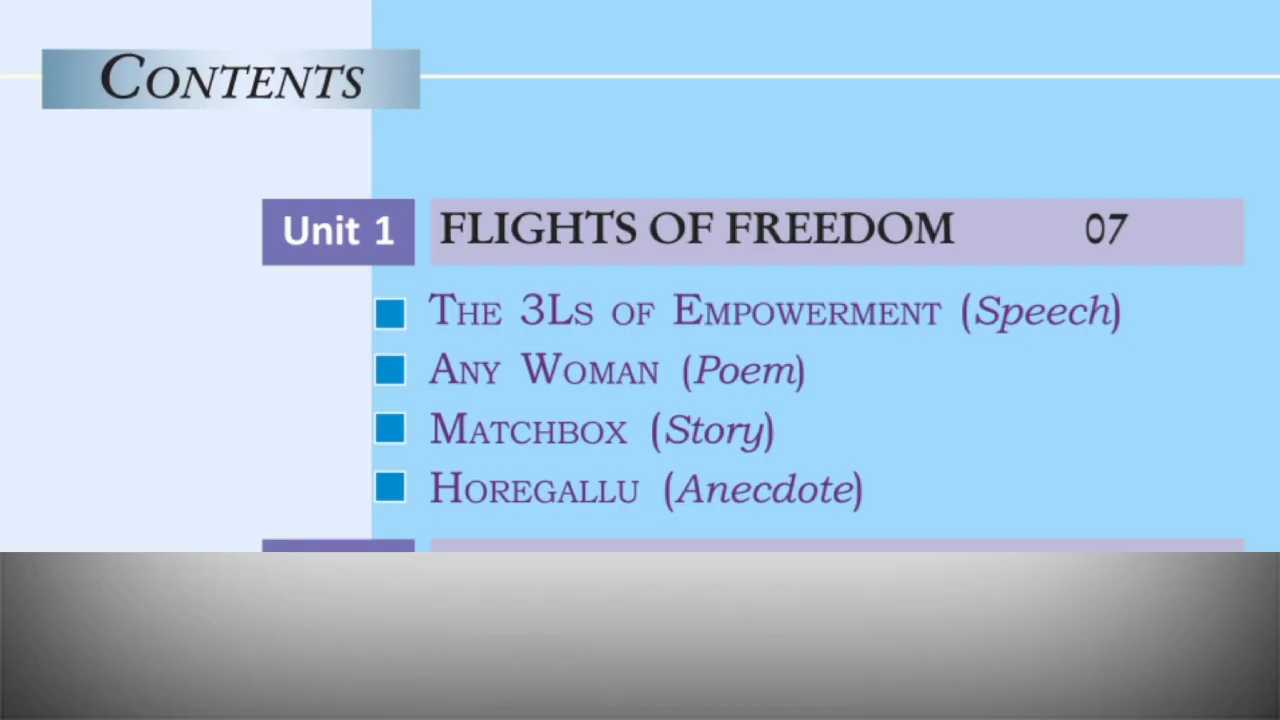 CONTENTS
Unit 1 FLIGHTS OF FREEDOM 07
THE 3LS OF EMPOWERMENT (Speech)
ANY WOMAN (Poem)
MATCHBOX (Story)
HOREGALLU (Anecdote)